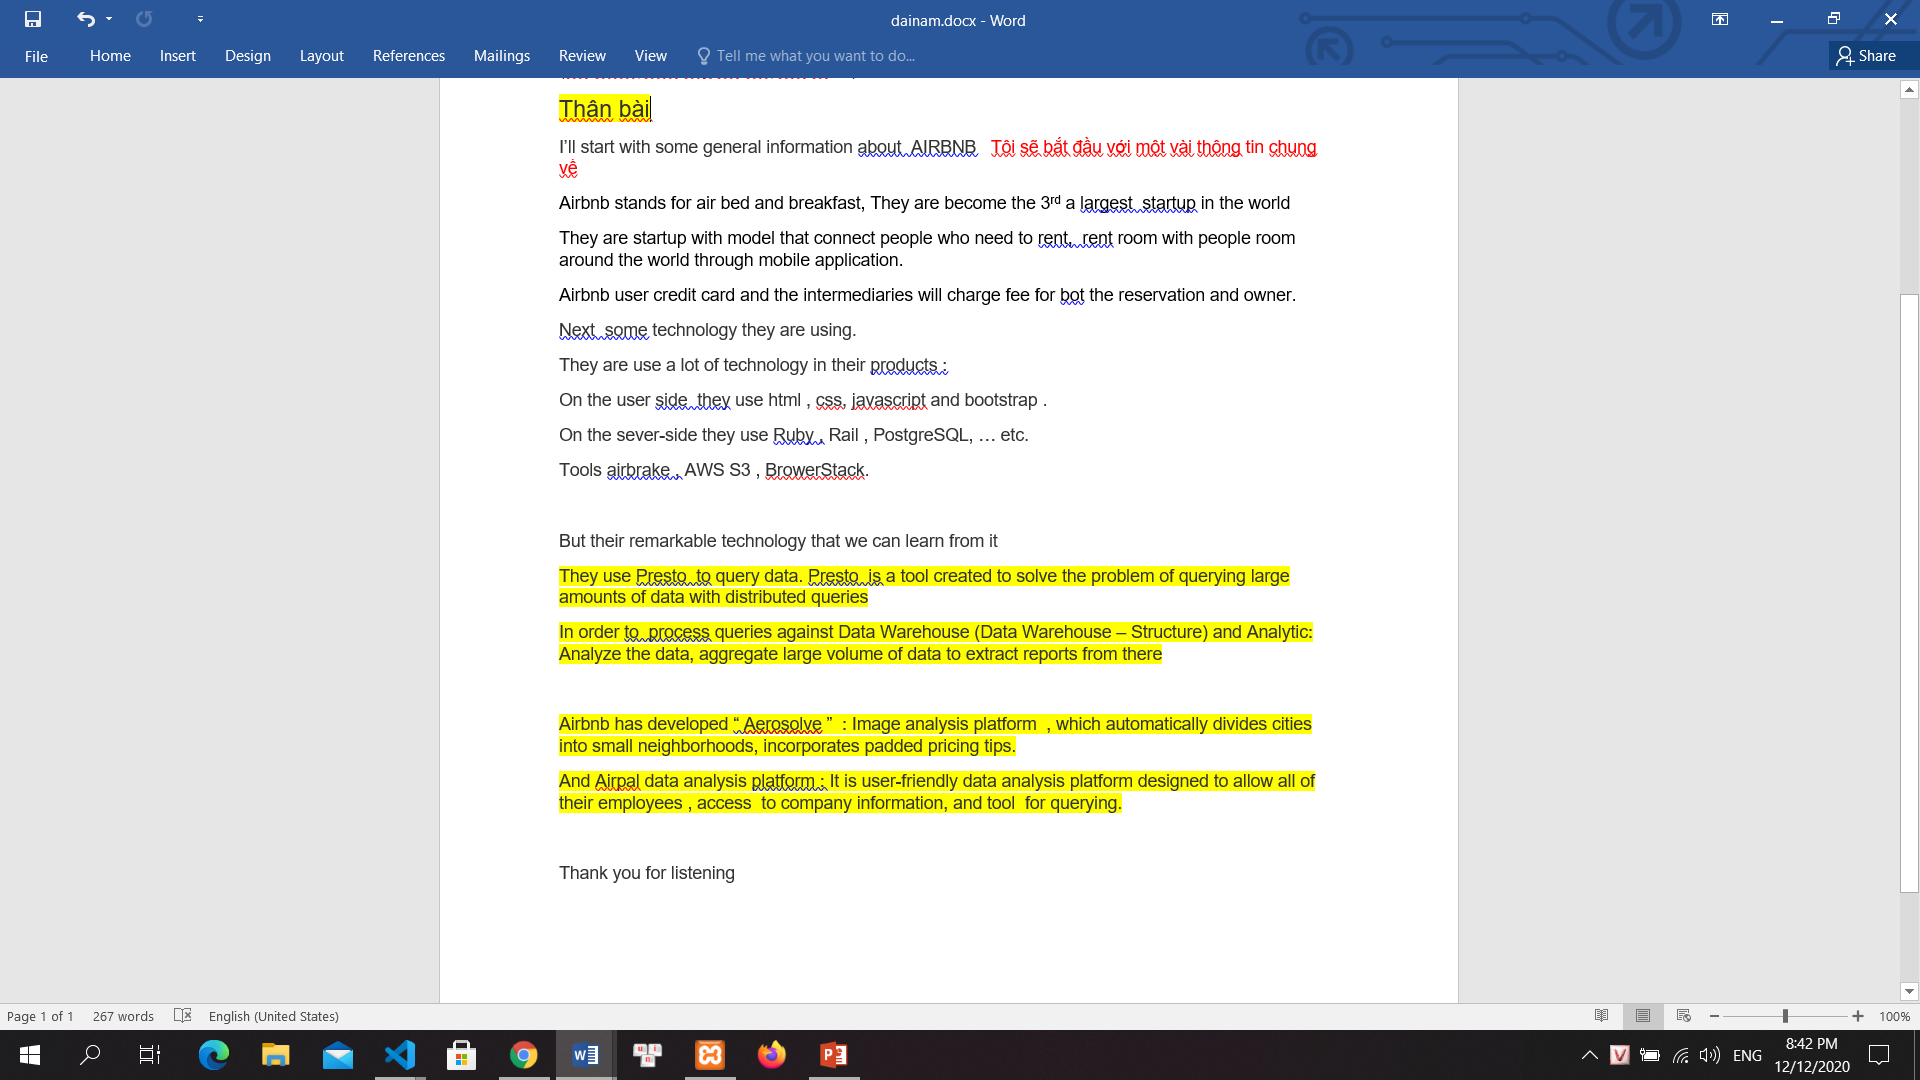 dainam.docx - Word
File Home Insert Design Layout References Mailings Review View Tell me what you want to do... Share
Thân bài
I'll start with some general information about  AIRBNB   Tôi sẽ bắt đầu với một vài thông tin chung
về
Airbnb stands for air bed and breakfast, They are become the 3rd a largest  startup in the world
They are startup with model that connect people who need to rent,  rent room with people room
around the world through mobile application.
Airbnb user credit card and the intermediaries will charge fee for bot the reservation and owner.
Next  some technology they are using.
They are use a lot of technology in their products :
On the user side  they use html , css, javascript and bootstrap .
On the sever-side they use Ruby , Rail , PostgreSQL, … etc.
Tools airbrake , AWS S3 , BrowerStack.
But their remarkable technology that we can learn from it
They use Presto  to query data. Presto  is a tool created to solve the problem of querying large
amounts of data with distributed queries
In order to  process queries against Data Warehouse (Data Warehouse – Structure) and Analytic:
Analyze the data, aggregate large volume of data to extract reports from there
Airbnb has developed “ Aerosolve ”  : Image analysis platform  , which automatically divides cities
into small neighborhoods, incorporates padded pricing tips.
And Airpal data analysis platform : It is user-friendly data analysis platform designed to allow all of
their employees , access  to company information, and tool  for querying.
Thank you for listening
Page 1 of 1 267 words English (United States) 100%
ENG
8:42 PM
12/12/2020